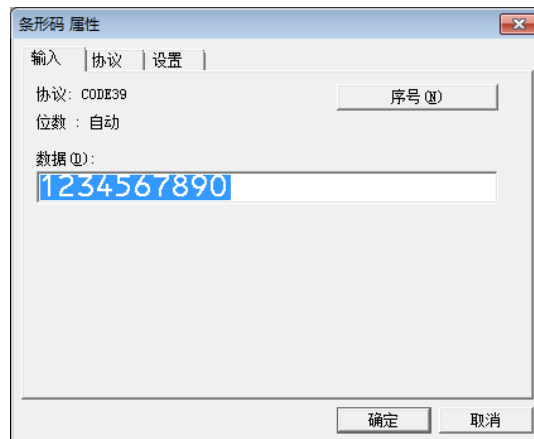 条形码 属性
输入 协议 设置
协议: CODE39 序号(N)
位数 : 自动
数据(D):
1234567890
确定 取消